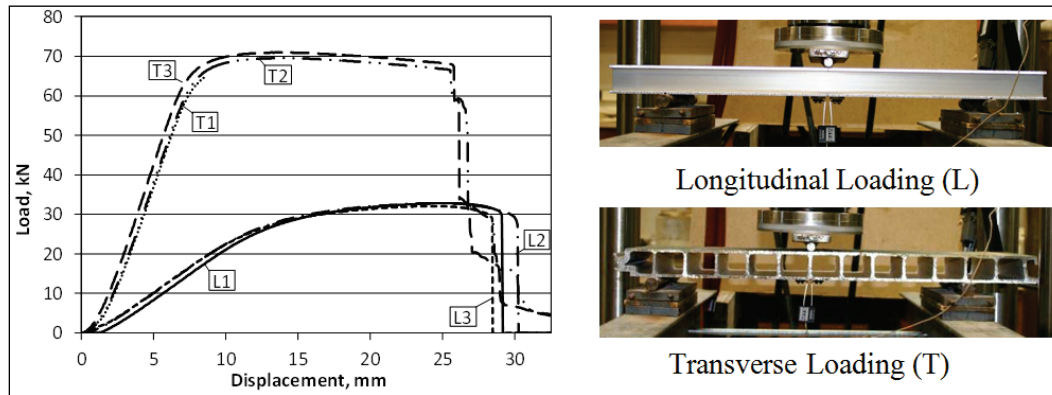 80
70
60
50
40
30
20
10
0
Load, kN
T3
T2
T1
L1
L2
L3
0 5 10 15 20 25 30
Displacement, mm
Longitudinal Loading (L)
Transverse Loading (T)